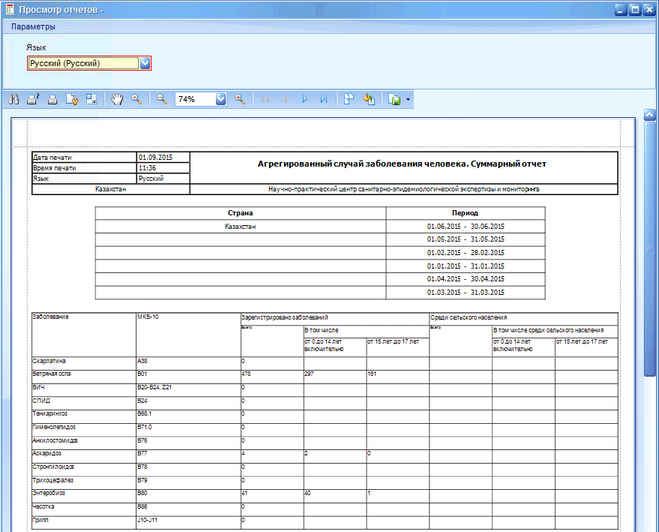 Просмотр отчетов -
Параметры
Язык
Русский (Русский)
74%
Дата печати 01.09.2015
Время печати 11:36
Язык Русский
Агрегированный случай заболевания человека. Суммарный отчет
Казахстан Научно-практический центр санитарно-эпидемиологической экспертизы и мониторинга
Страна Период
Казахстан 01.06.2015 - 30.06.2015
01.05.2015 - 31.05.2015
01.02.2015 - 28.02.2015
01.01.2015 - 31.01.2015
01.04.2015 - 30.04.2015
01.03.2015 - 31.03.2015
Заболевание МКБ-10 Зарегистрировано заболеваний Среди сельского населения
Всего В том числе Всего В том числе среди сельского населения
от 0 до 14 лет включительно от 15 лет до 17 лет от 0 до 14 лет включительно от 15 лет до 17 лет
Скарлатина A38 0
Ветряная оспа B01 478 297 161
ВИЧ B20-B24, Z21 0
СПИД B24 0
Тениаринхоз B68.1 0
Гименолепидоз B71.0 0
Анкилостомидоз B76 0
Аскаридоз B77 4 2 0
Стронгилоидоз B78 0
Трихоцефалез B79 0
Энтеробиоз B80 41 40 1
Чесотка B86 0
Грипп J10-J11 0